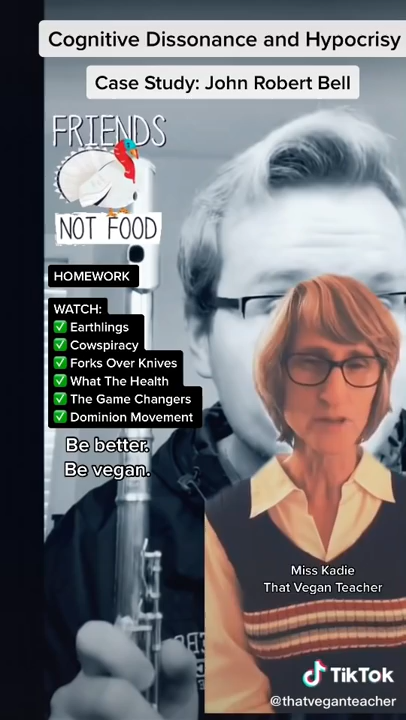 Cognitive Dissonance and Hypocrisy
Case Study: John Robert Bell
FRIENDS
NOT FOOD
HOMEWORK
WATCH:
✅ Earthlings
✅ Cowspiracy
✅ Forks Over Knives
✅ What The Health
✅ The Game Changers
✅ Dominion Movement
Be better.
Be vegan.
Miss Kadie
That Vegan Teacher
TikTok
@thatveganteacher